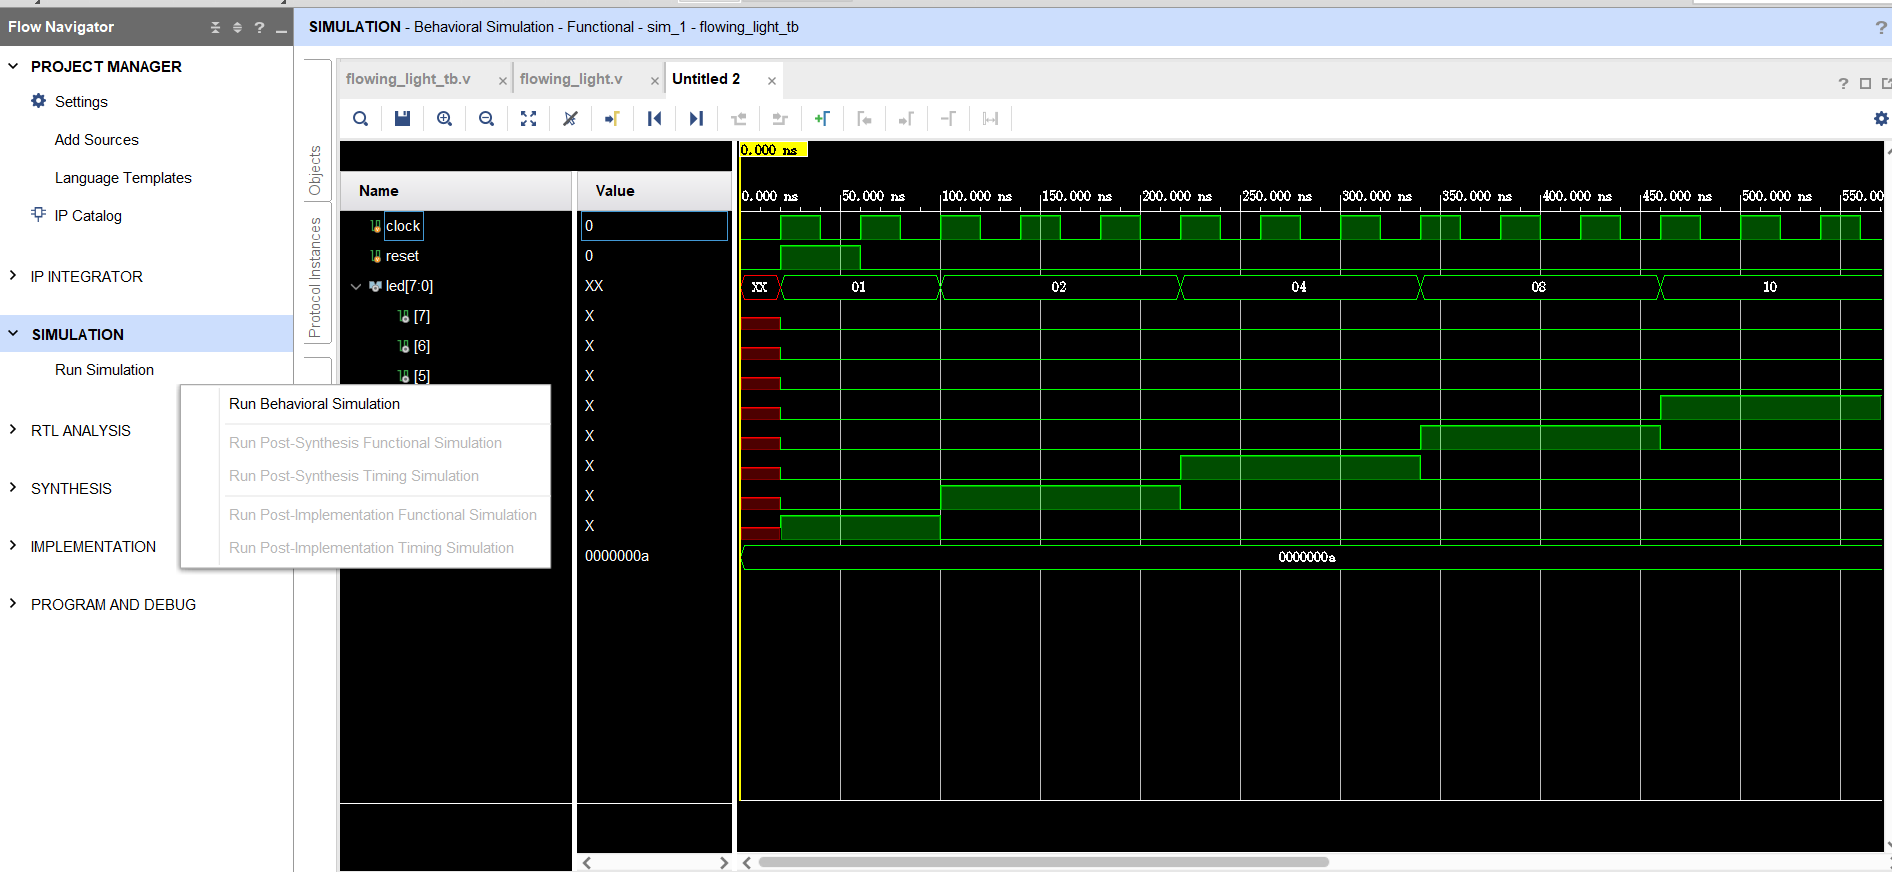 Flow Navigator
?
SIMULATION - Behavioral Simulation - Functional - sim_1 - flowing_light_tb
?
PROJECT MANAGER
Settings
Add Sources
Language Templates
IP Catalog
IP INTEGRATOR
SIMULATION
Run Simulation
RTL ANALYSIS
SYNTHESIS
IMPLEMENTATION
PROGRAM AND DEBUG
Run Behavioral Simulation
Run Post-Synthesis Functional Simulation
Run Post-Synthesis Timing Simulation
Run Post-Implementation Functional Simulation
Run Post-Implementation Timing Simulation
Objects
Protocol Instances
flowing_light_tb.v
flowing_light.v
Untitled 2
?
Name
Value
clock
0
reset
0
led[7:0]
XX
[7]
X
[6]
X
[5]
X
X
X
X
X
X
0000000a
0.000 ns
0.000 ns 50.000 ns 100.000 ns 150.000 ns 200.000 ns 250.000 ns 300.000 ns 350.000 ns 400.000 ns 450.000 ns 500.000 ns 550.00
XX 01 02 04 08 10
0000000a